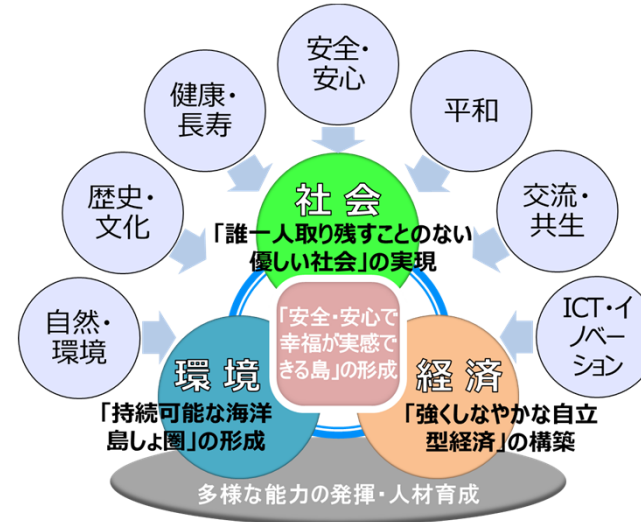 安全・
安心
健康・
長寿
平和
歴史・
文化
交流・
共生
自然・
環境
ICT・イ
ノベー
ション
社会
「誰一人取り残すことのない
優しい社会」の実現
「安全・安心で
幸福が実感で
きる島」の形成
環境
「持続可能な海洋
島しょ圏」の形成
経済
「強くしなやかな自立
型経済」の構築
多様な能力の発揮・人材育成